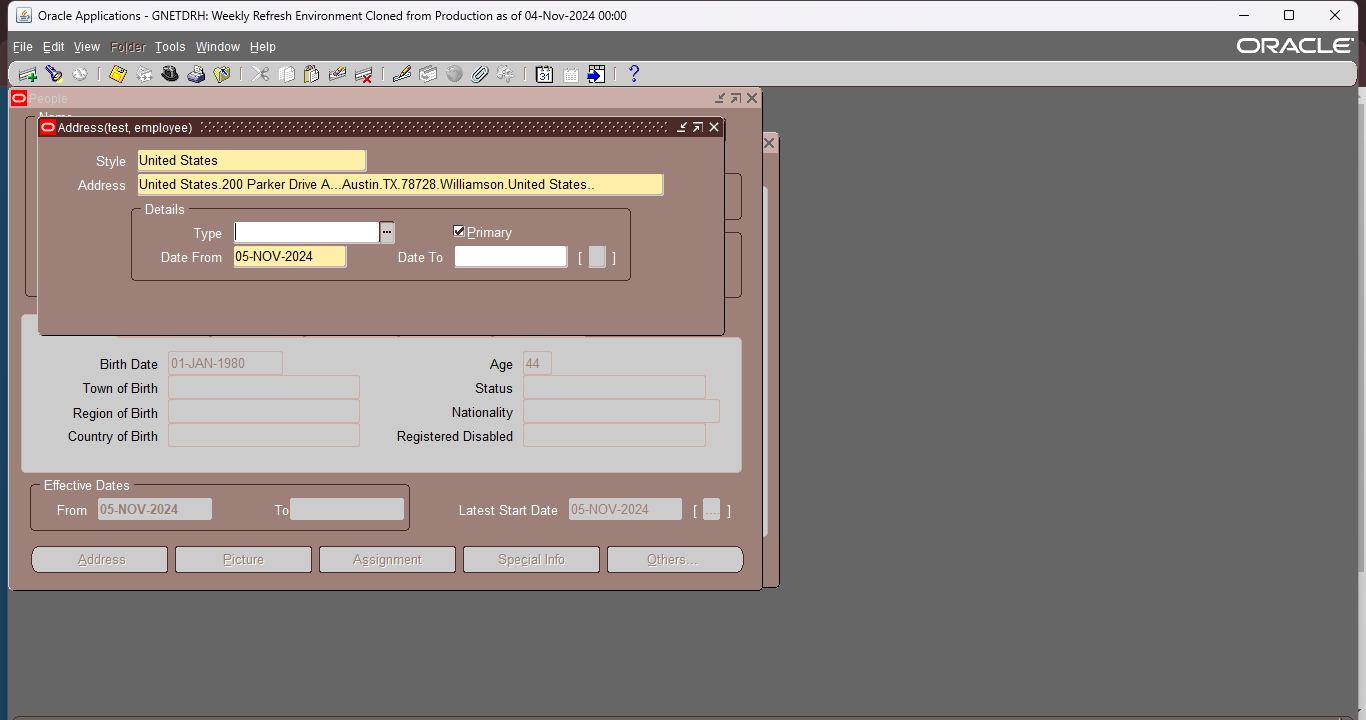 Oracle Applications - GNETDRH: Weekly Refresh Environment Cloned from Production as of 04-Nov-2024 00:00
File Edit View Folder Tools Window Help
ORACLE
People
Name
Address(test, employee)
Style United States
Address United States.200 Parker Drive A...Austin.TX.78728.Williamson.United States..
Details
Type ... Primary
Date From 05-NOV-2024 Date To [ ]
Birth Date 01-JAN-1980 Age 44
Town of Birth Status
Region of Birth Nationality
Country of Birth Registered Disabled
Effective Dates
From 05-NOV-2024 To Latest Start Date 05-NOV-2024 [ .... ]
Address Picture Assignment Special Info Others...